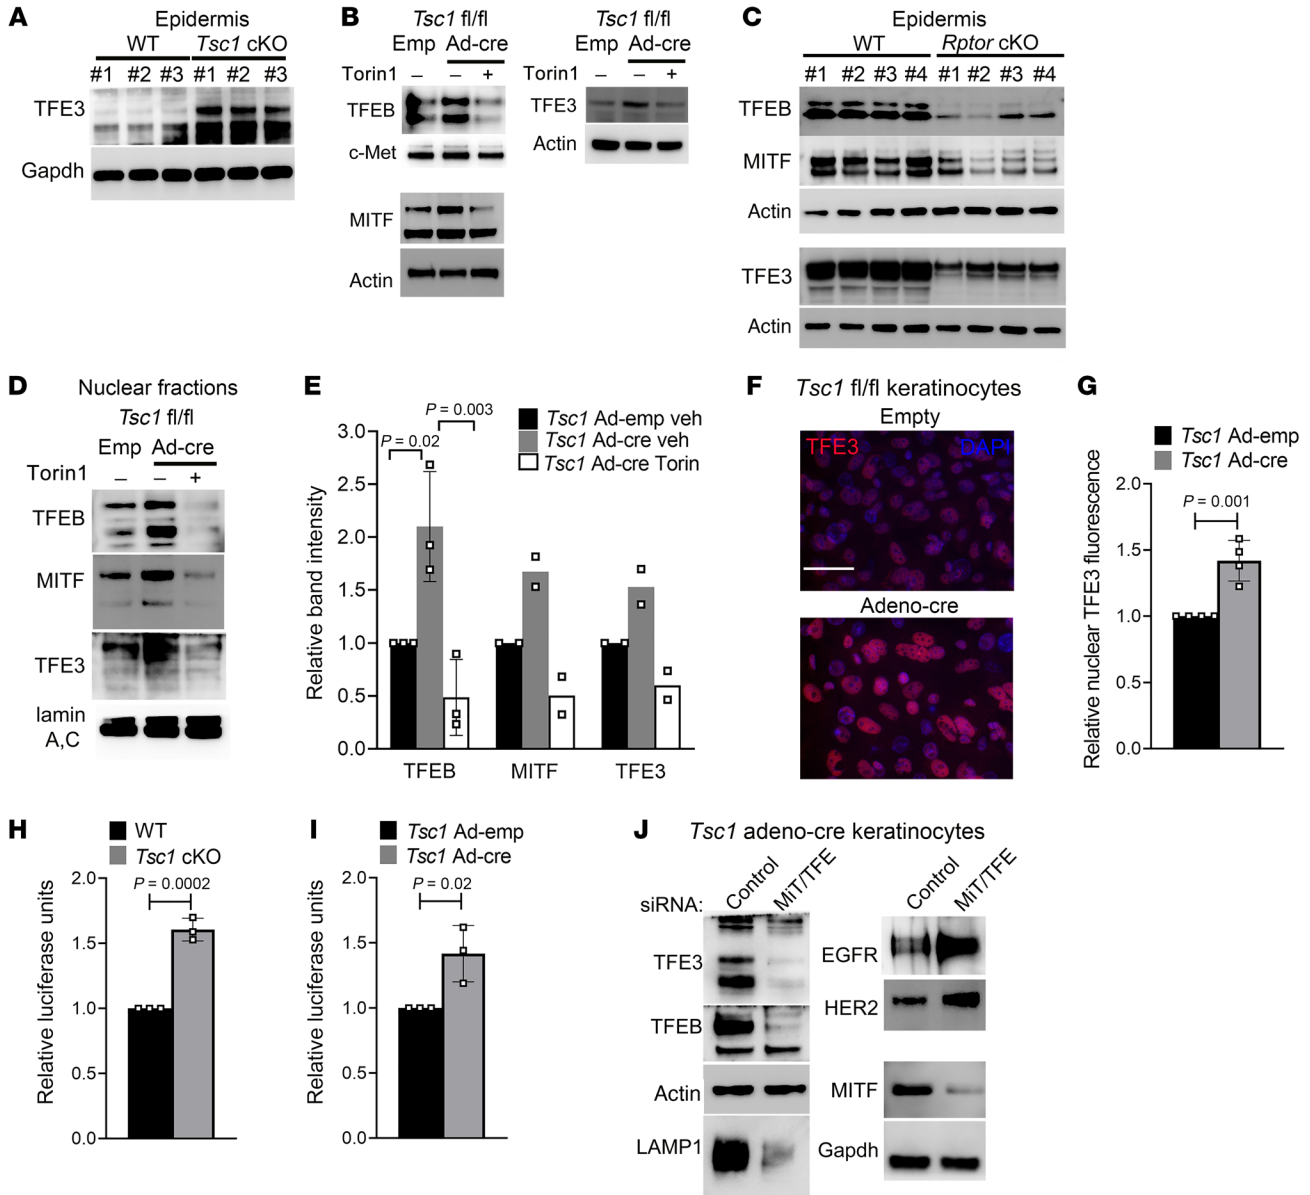 A
Epidermis
WT Tsc1 cKO
#1 #2 #3 #1 #2 #3
TFE3
Gapdh
B
Tsc1 fl/fl
Emp Ad-cre
Torin1 – – +
TFEB
c-Met
MITF
Actin
Tsc1 fl/fl
Emp Ad-cre
Torin1 – – +
TFE3
Actin
C
Epidermis
WT Rptor cKO
#1 #2 #3 #4 #1 #2 #3 #4
TFEB
MITF
Actin
TFE3
Actin
D
Nuclear fractions
Tsc1 fl/fl
Emp Ad-cre
Torin1 – – +
TFEB
MITF
TFE3
lamin
A,C
E
Tsc1 Ad-emp veh
Tsc1 Ad-cre veh
Tsc1 Ad-cre Torin
P = 0.003
P = 0.02
Relative band intensity
3.0
2.5
2.0
1.5
1.0
0.5
0.0
TFEB MITF TFE3
F
Tsc1 fl/fl keratinocytes
Empty
TFE3 DAPI
Adeno-cre
G
Tsc1 Ad-emp
Tsc1 Ad-cre
P = 0.001
Relative nuclear TFE3 fluorescence
2.0
1.5
1.0
0.5
0.0
H
WT
Tsc1 cKO
P = 0.0002
Relative luciferase units
2.0
1.5
1.0
0.5
0.0
I
Tsc1 Ad-emp
Tsc1 Ad-cre
P = 0.02
Relative luciferase units
2.0
1.5
1.0
0.5
0.0
J
Tsc1 adeno-cre keratinocytes
siRNA: Control MiT/TFE
TFE3
TFEB
Actin
LAMP1
Control MiT/TFE
EGFR
HER2
MITF
Gapdh